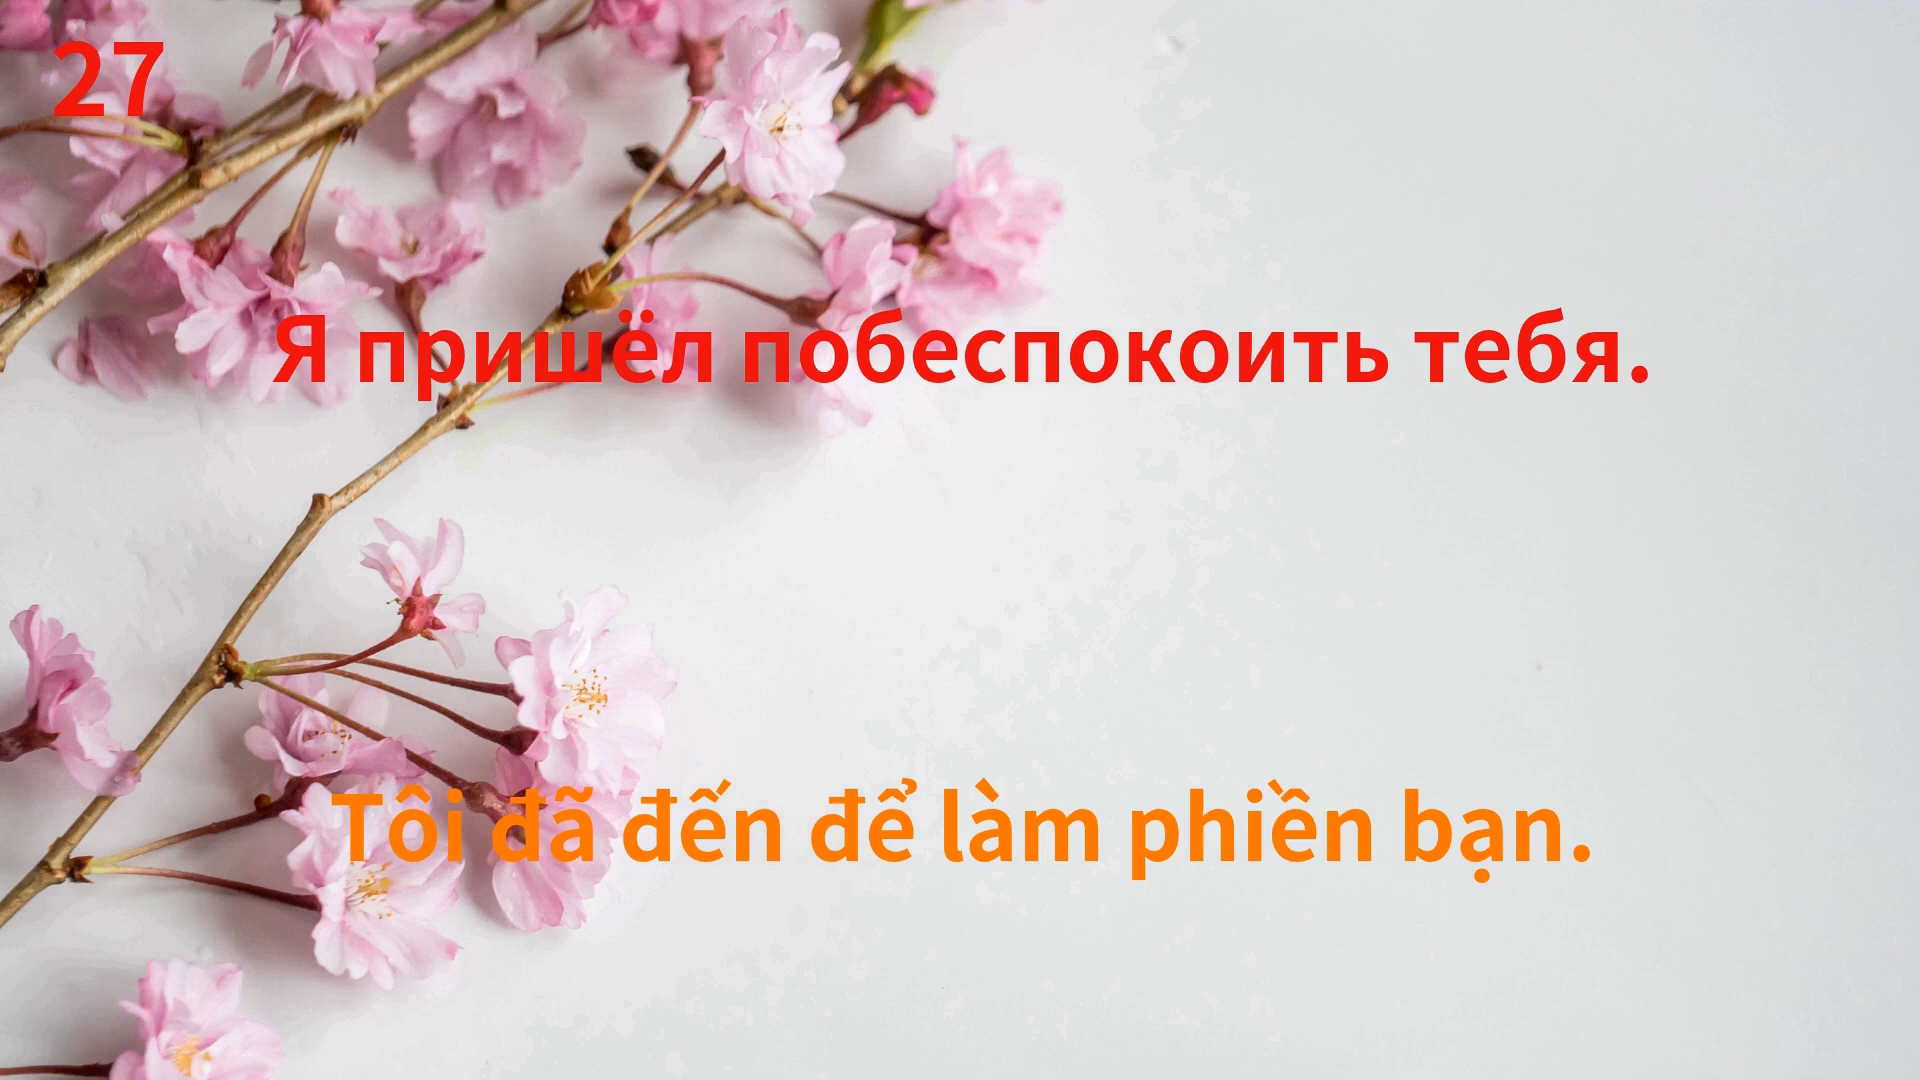 27
Я пришёл побеспокоить тебя.
Tôi đã đến để làm phiền bạn.